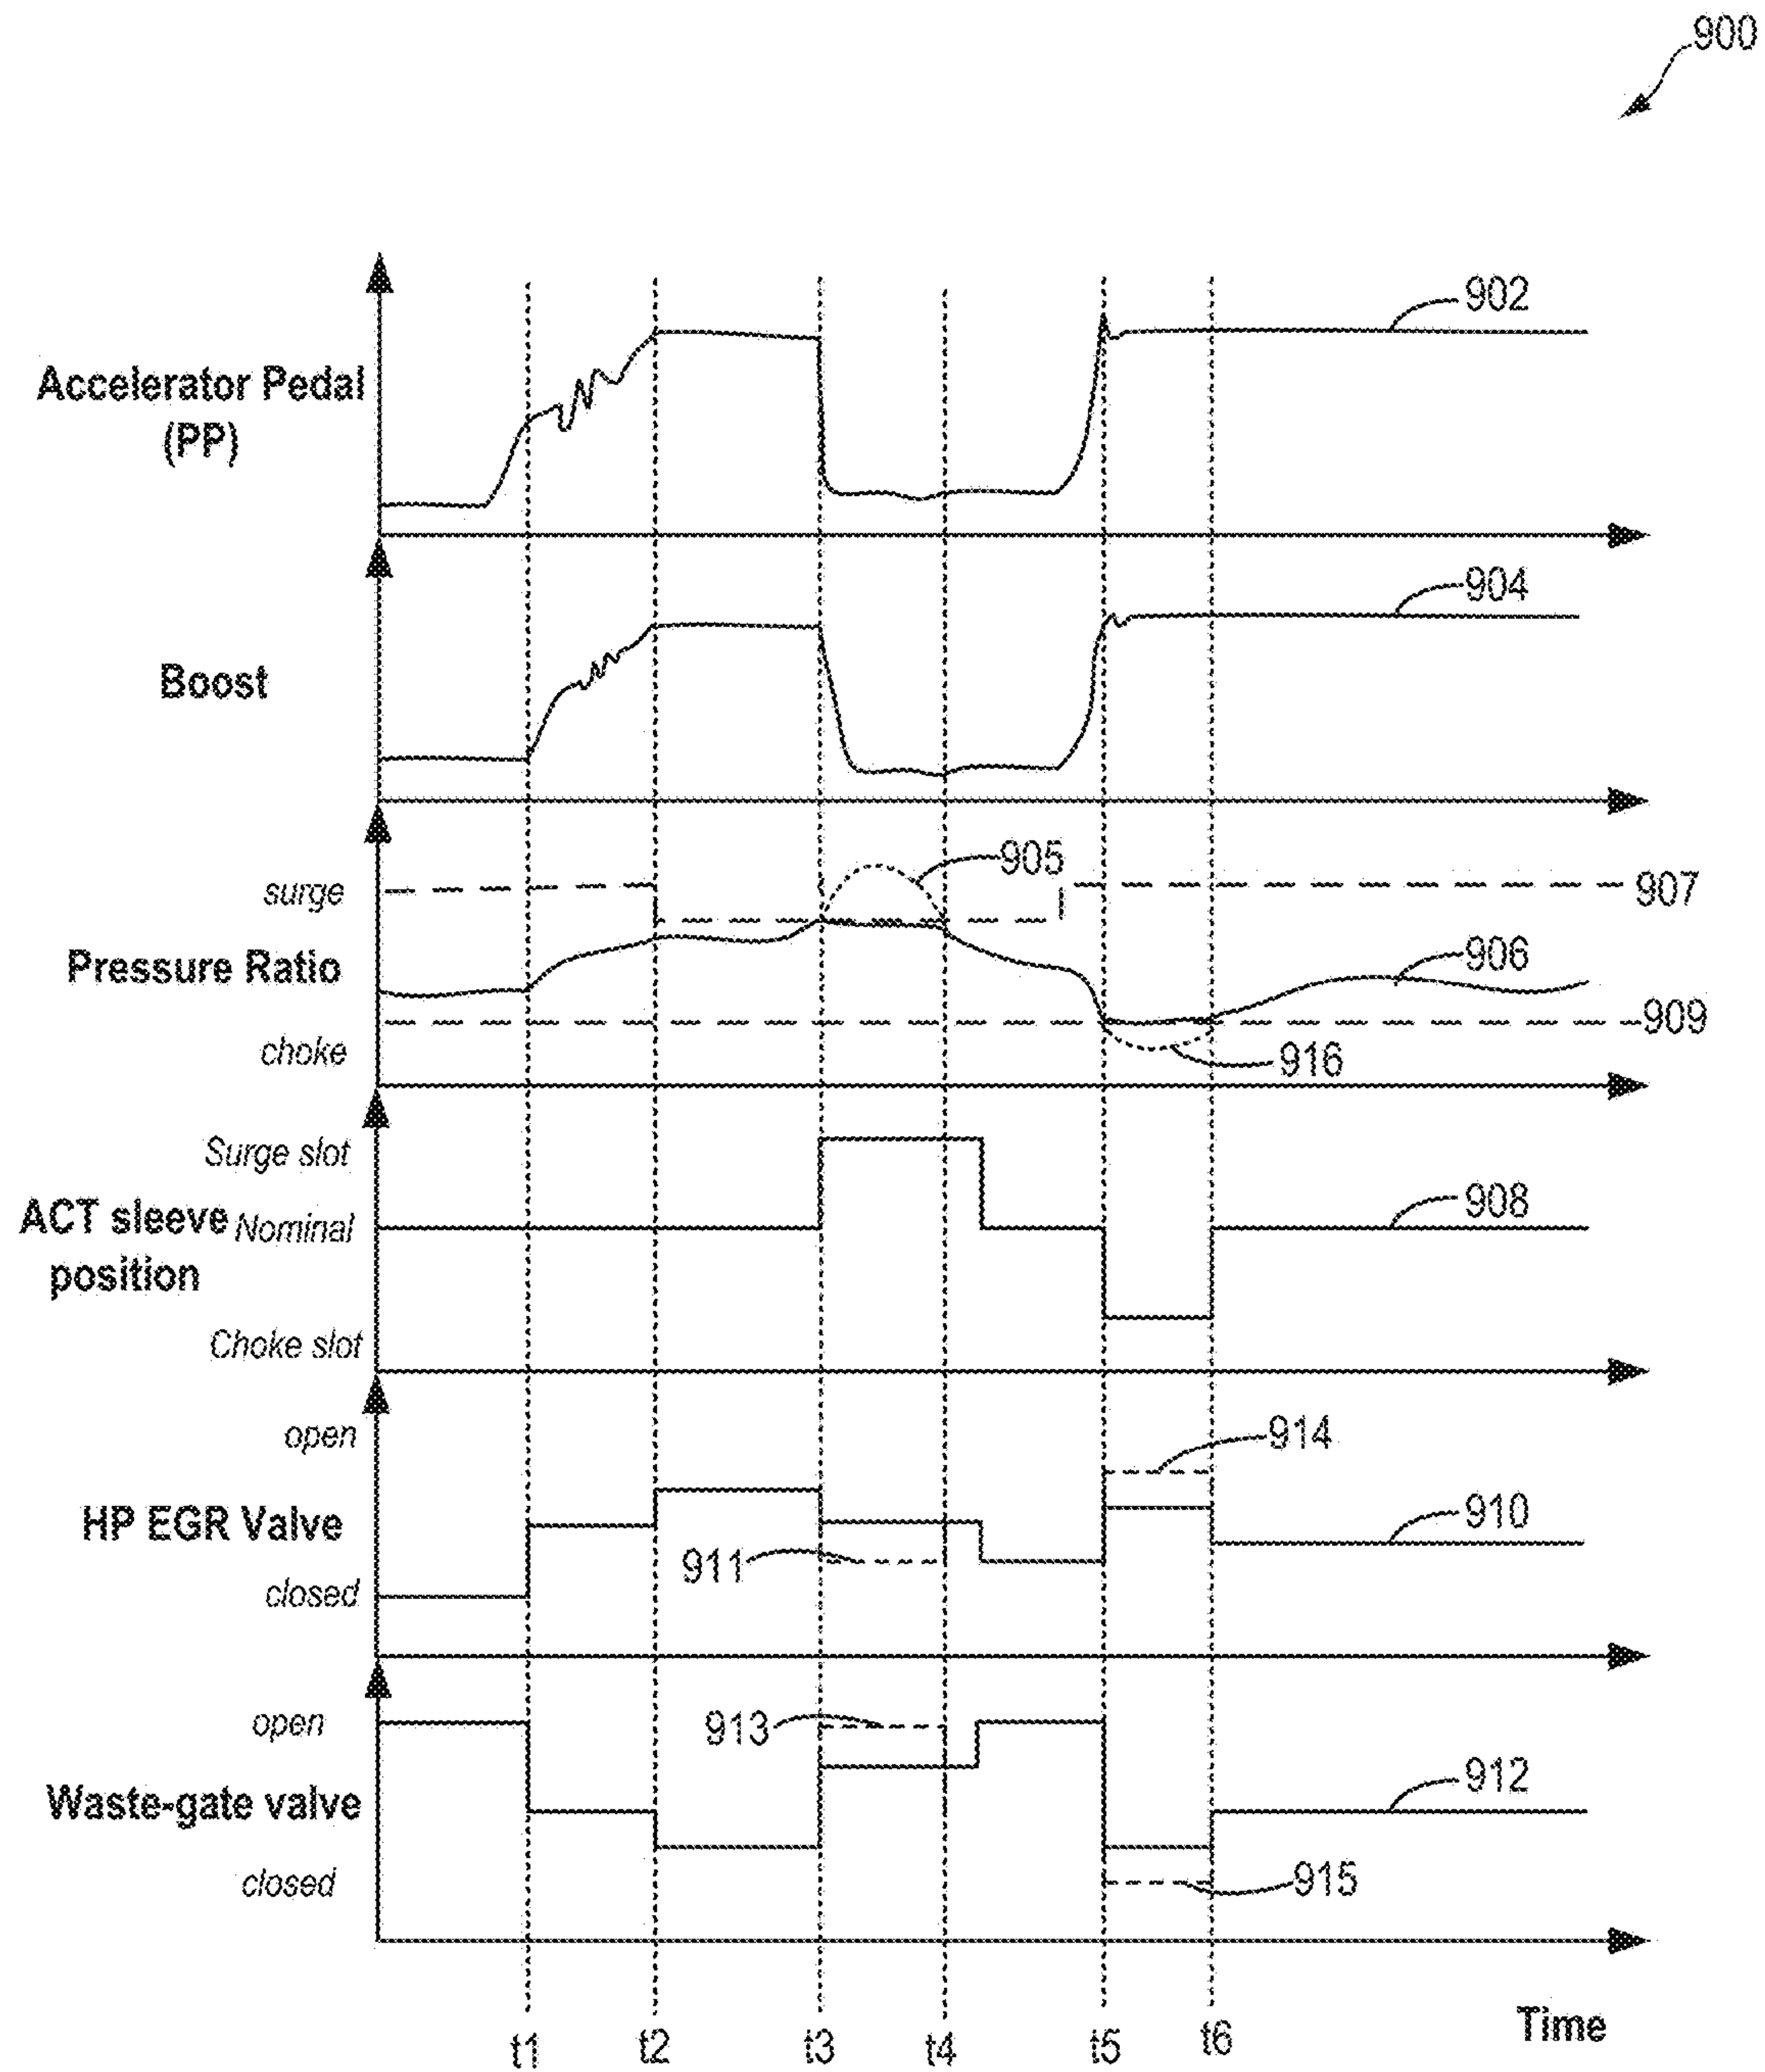 900
902
Accelerator Pedal
(PP)
904
Boost
905
surge
907
Pressure Ratio
906
909
choke
916
Surge slot
ACT sleeve Nominal
908
position
Choke slot
open
914
HP EGR Valve
910
911
closed
open
913
Waste-gate valve
912
closed
915
t1 t2 t3 t4 t5 t6
Time